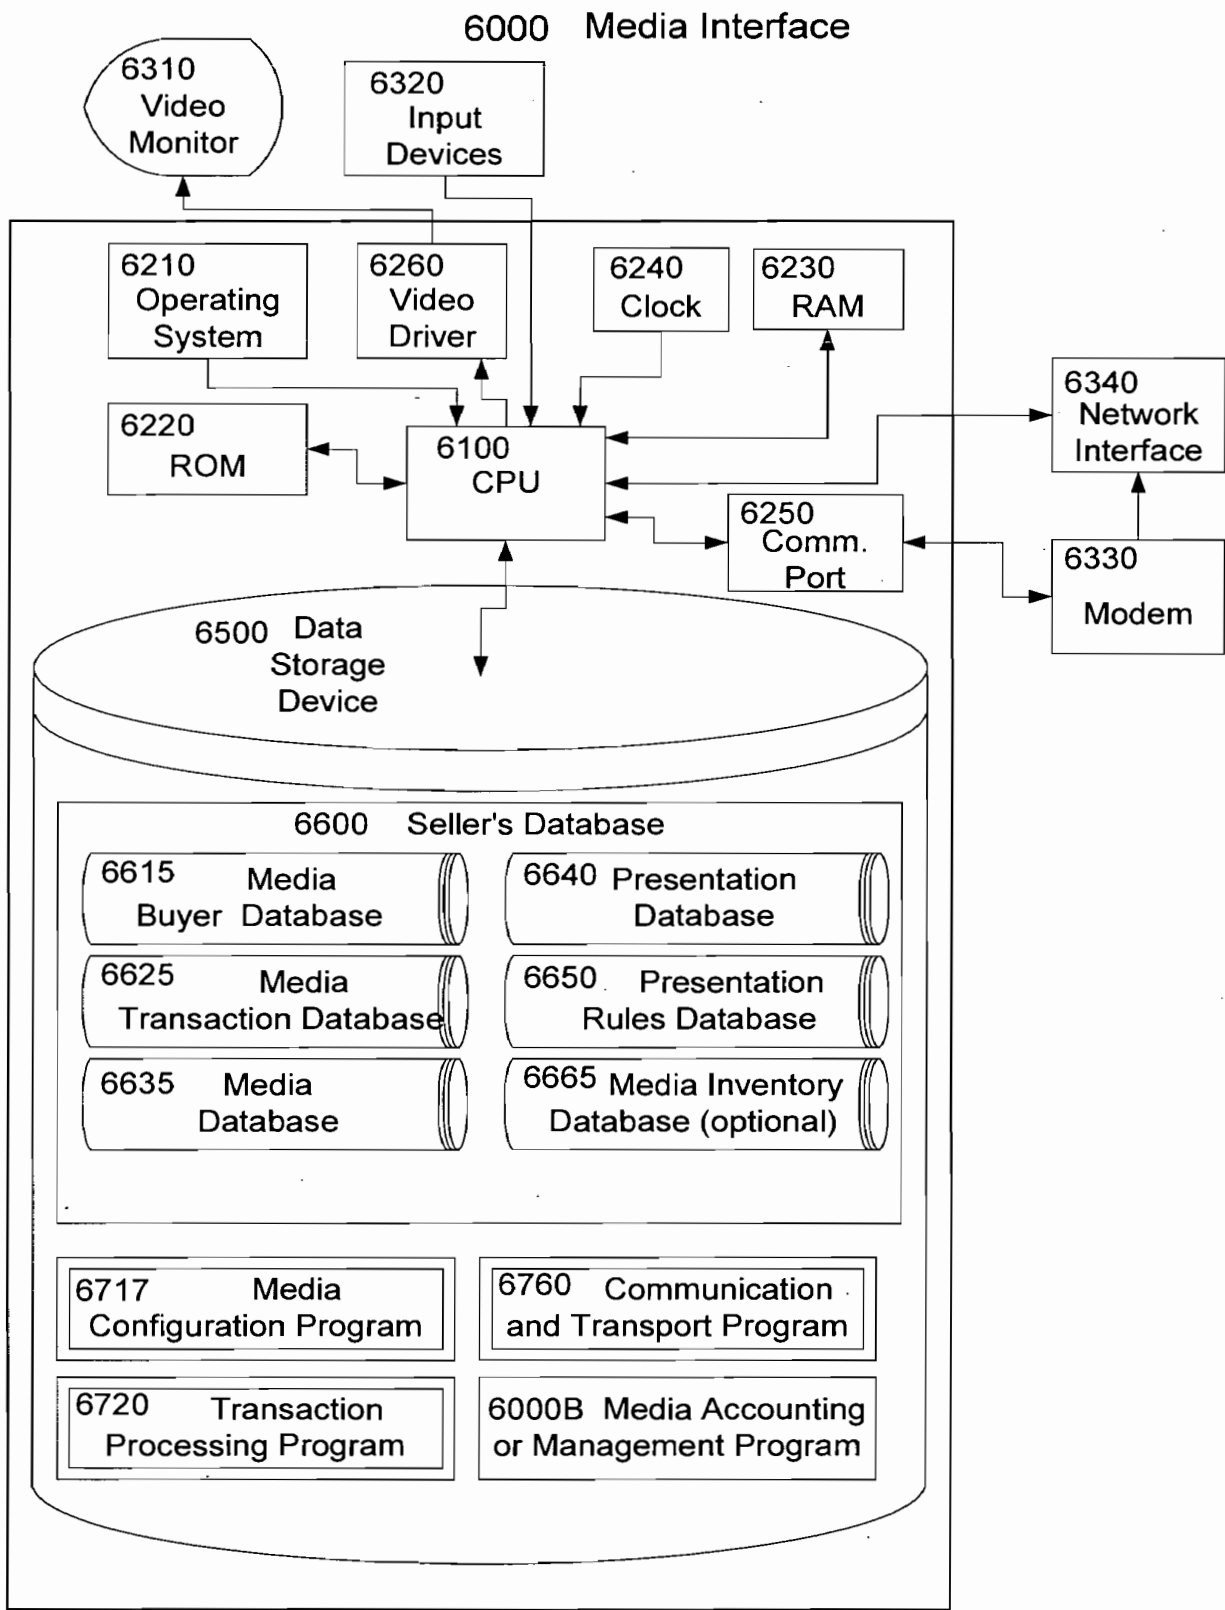 6000 Media Interface
6310
Video
Monitor
6320
Input
Devices
6210
Operating
System
6260
Video
Driver
6240
Clock
6230
RAM
6220
ROM
6100
CPU
6340
Network
Interface
6250
Comm.
Port
6330
Modem
6500 Data
Storage
Device
6600 Seller's Database
6615 Media
Buyer Database
6640 Presentation
Database
6625 Media
Transaction Database
6650 Presentation
Rules Database
6635 Media
Database
6665 Media Inventory
Database (optional)
6717 Media
Configuration Program
6760 Communication
and Transport Program
6720 Transaction
Processing Program
6000B Media Accounting
or Management Program